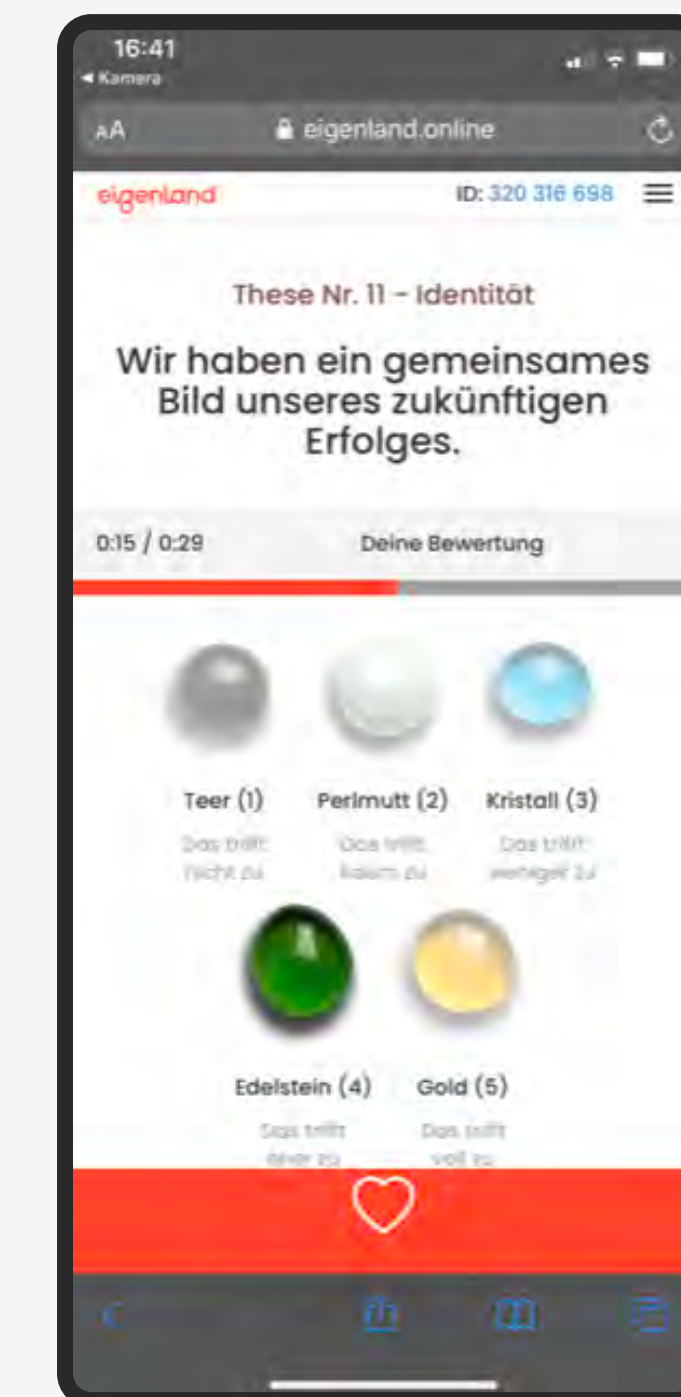 16:41
◀ Kamera
AA eigenland.online
eigenland ID: 320 316 698
These Nr. 11 - Identität
Wir haben ein gemeinsames
Bild unseres zukünftigen
Erfolges.
0:15 / 0:29 Deine Bewertung
Teer (1) Perlmutt (2) Kristall (3)
Das trifft Das trifft Das trifft
nicht zu kaum zu weniger zu
Edelstein (4) Gold (5)
Das trifft Das trifft
eher zu voll zu